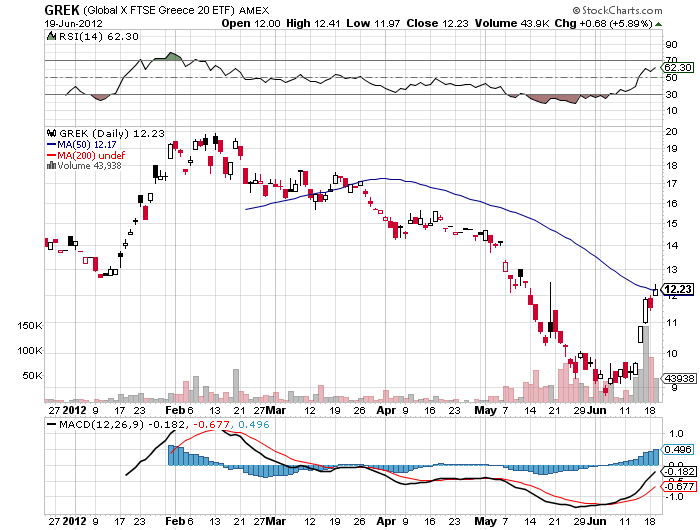 GREK (Global X FTSE Greece 20 ETF) AMEX © StockCharts.com
19-Jun-2012 Open 12.00 High 12.41 Low 11.97 Close 12.23 Volume 43.9K Chg +0.68 (+5.89%)
RSI(14) 62.30
90
70
62.30
50
30
10
GREK (Daily) 12.23
MA(50) 12.17
MA(200) undef
Volume 43,938
20
19
18
17
16
15
14
13
12.23
12
11
10
9
150K
100K
50K
43938
27 2012 9 17 23 Feb 6 13 21 27 Mar 12 19 26 Apr 9 16 23 May 7 14 21 29 Jun 11 18
MACD(12,26,9) -0.182, -0.677, 0.496
1.0
0.496
-0.182
-0.5
-0.677
-1.0
27 2012 9 17 23 Feb 6 13 21 27 Mar 12 19 26 Apr 9 16 23 May 7 14 21 29 Jun 11 18